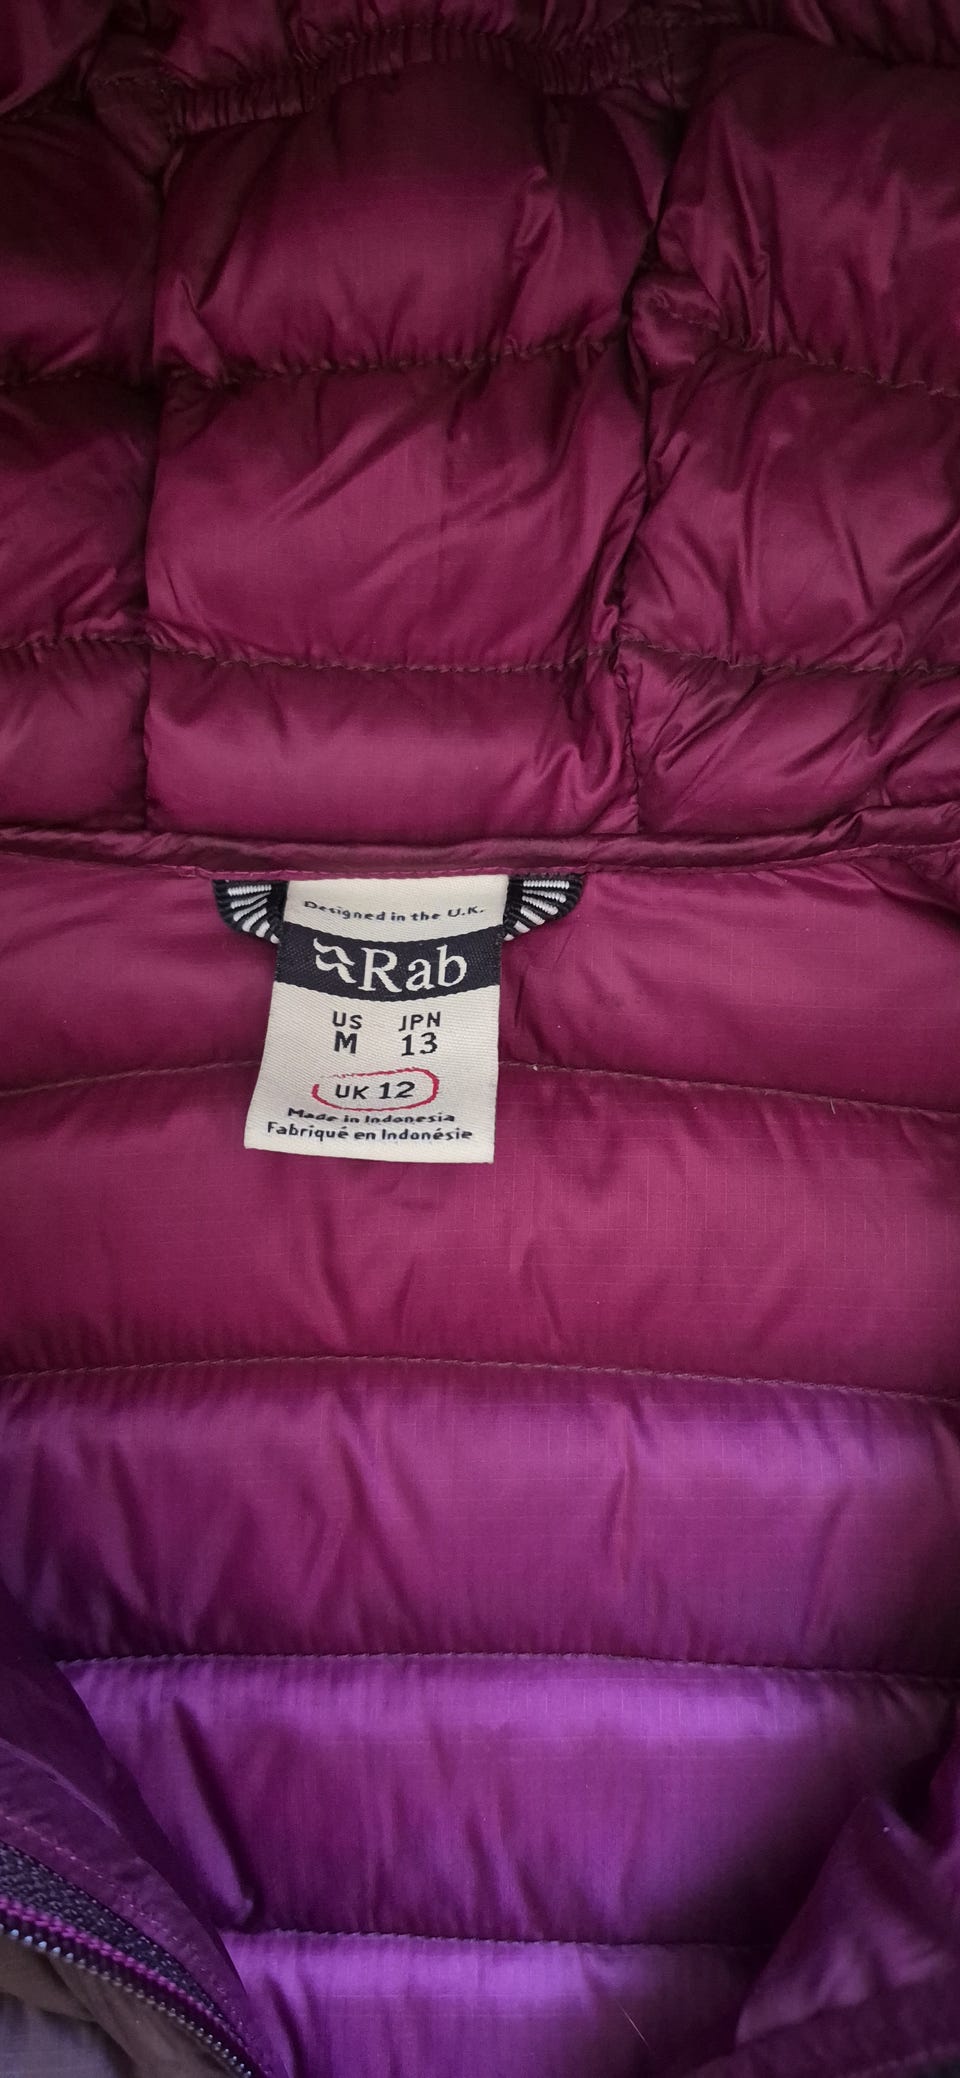 Designed in the U.K.
Rab
US JPN
M 13
UK 12
Made in Indonesia
Fabriqué en Indonésie